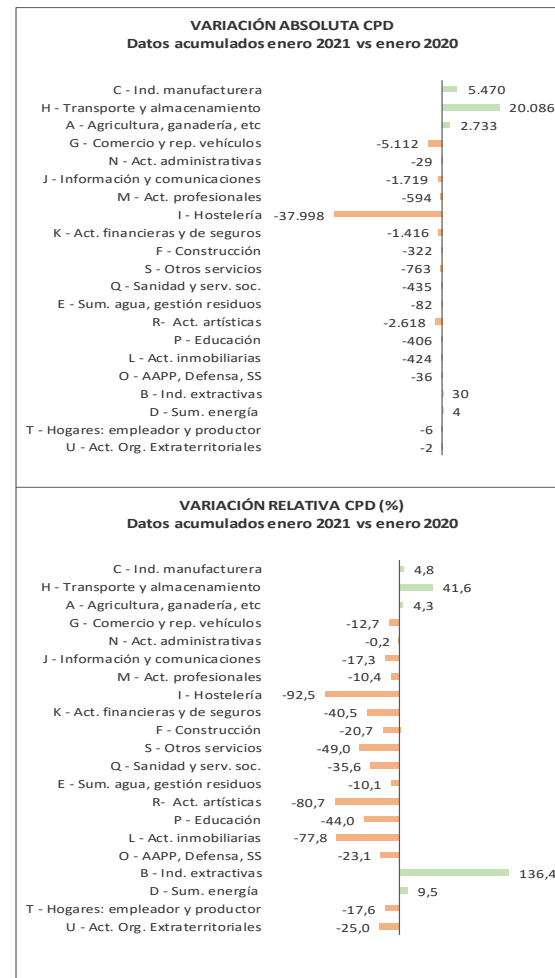 VARIACIÓN ABSOLUTA CPD
Datos acumulados enero 2021 vs enero 2020
C - Ind. manufacturera 5.470
H - Transporte y almacenamiento 20.086
A - Agricultura, ganadería, etc 2.733
G - Comercio y rep. vehículos -5.112
N - Act. administrativas -29
J - Información y comunicaciones -1.719
M - Act. profesionales -594
I - Hostelería -37.998
K - Act. financieras y de seguros -1.416
F - Construcción -322
S - Otros servicios -763
Q - Sanidad y serv. soc. -435
E - Sum. agua, gestión residuos -82
R- Act. artísticas -2.618
P - Educación -406
L - Act. inmobiliarias -424
O - AAPP, Defensa, SS -36
B - Ind. extractivas 30
D - Sum. energía 4
T - Hogares: empleador y productor -6
U - Act. Org. Extraterritoriales -2
VARIACIÓN RELATIVA CPD (%)
Datos acumulados enero 2021 vs enero 2020
C - Ind. manufacturera 4,8
H - Transporte y almacenamiento 41,6
A - Agricultura, ganadería, etc 4,3
G - Comercio y rep. vehículos -12,7
N - Act. administrativas -0,2
J - Información y comunicaciones -17,3
M - Act. profesionales -10,4
I - Hostelería -92,5
K - Act. financieras y de seguros -40,5
F - Construcción -20,7
S - Otros servicios -49,0
Q - Sanidad y serv. soc. -35,6
E - Sum. agua, gestión residuos -10,1
R- Act. artísticas -80,7
P - Educación -44,0
L - Act. inmobiliarias -77,8
O - AAPP, Defensa, SS -23,1
B - Ind. extractivas 136,4
D - Sum. energía 9,5
T - Hogares: empleador y productor -17,6
U - Act. Org. Extraterritoriales -25,0